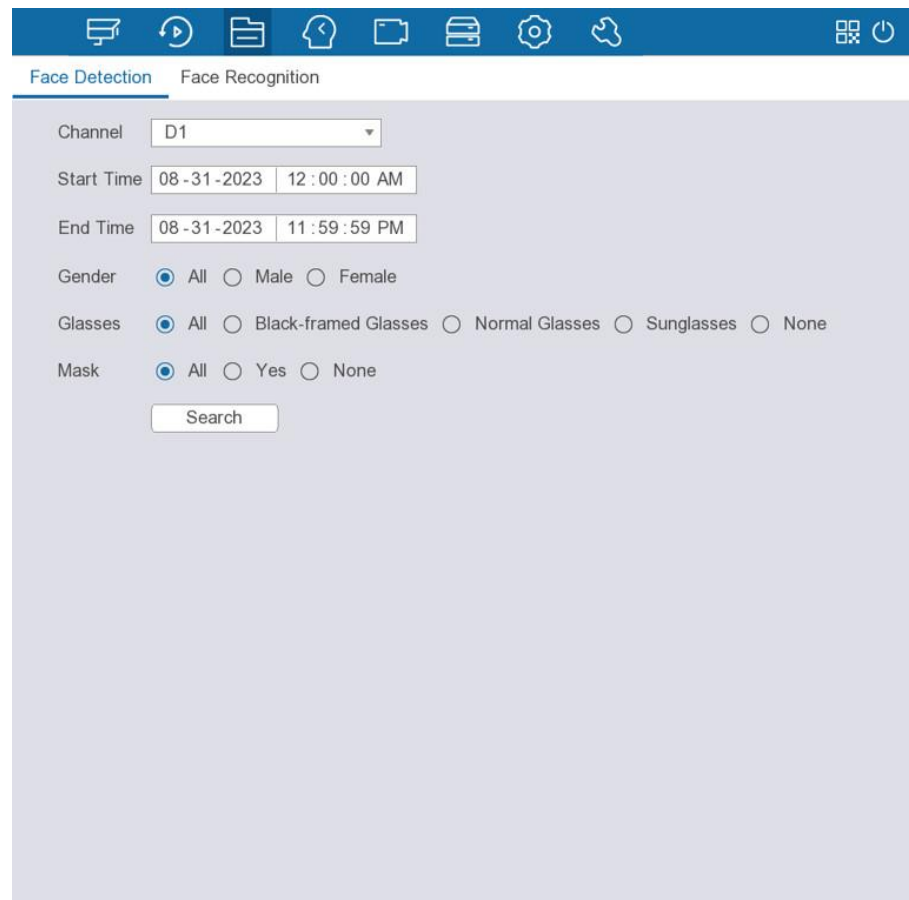 Face Detection Face Recognition
Channel D1
Start Time 08-31-2023 12:00:00 AM
End Time 08-31-2023 11:59:59 PM
Gender All Male Female
Glasses All Black-framed Glasses Normal Glasses Sunglasses None
Mask All Yes None
Search